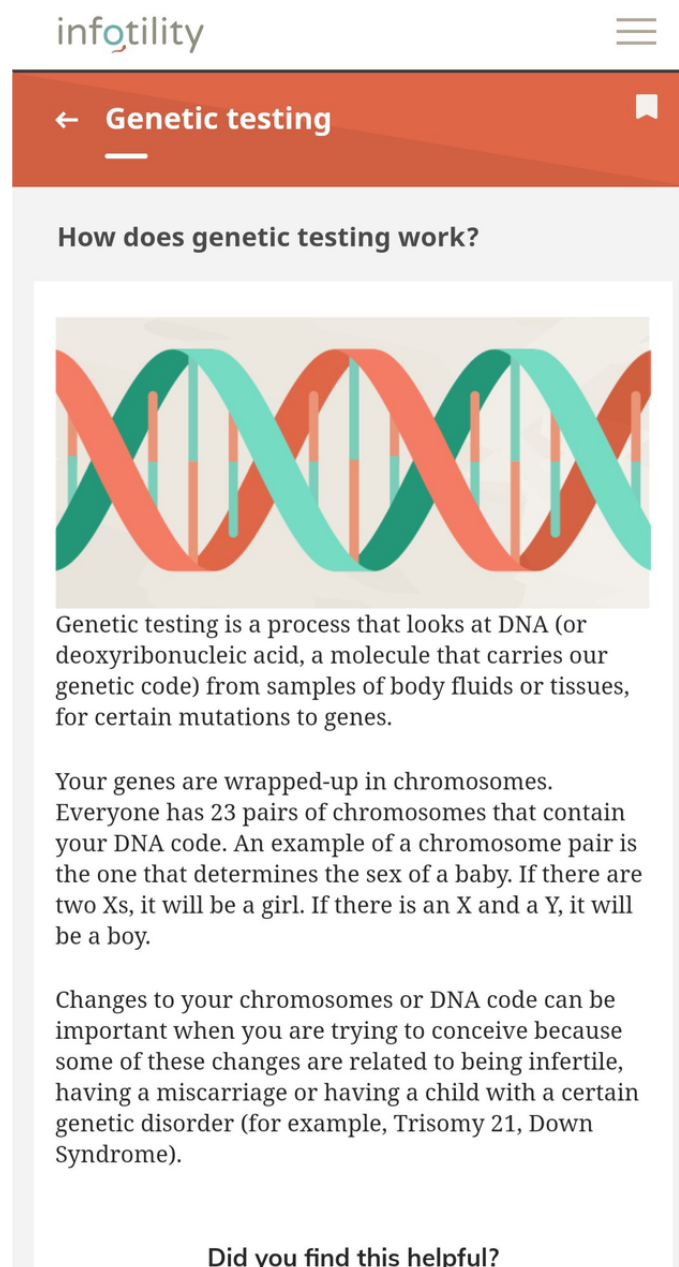 infotility
← Genetic testing
How does genetic testing work?
Genetic testing is a process that looks at DNA (or
deoxyribonucleic acid, a molecule that carries our
genetic code) from samples of body fluids or tissues,
for certain mutations to genes.
Your genes are wrapped-up in chromosomes.
Everyone has 23 pairs of chromosomes that contain
your DNA code. An example of a chromosome pair is
the one that determines the sex of a baby. If there are
two Xs, it will be a girl. If there is an X and a Y, it will
be a boy.
Changes to your chromosomes or DNA code can be
important when you are trying to conceive because
some of these changes are related to being infertile,
having a miscarriage or having a child with a certain
genetic disorder (for example, Trisomy 21, Down
Syndrome).
Did you find this helpful?